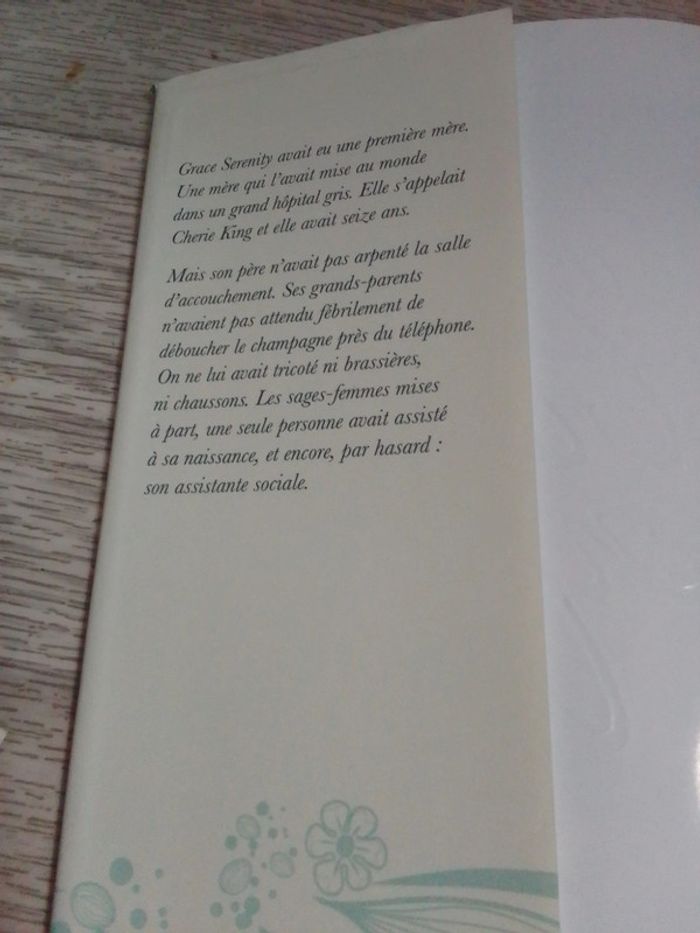 Grace Serenity avait eu une première mère.
Une mère qui l'avait mise au monde
dans un grand hôpital gris. Elle s'appelait
Cherie King et elle avait seize ans.
Mais son père n'avait pas arpenté la salle
d'accouchement. Ses grands-parents
n'avaient pas attendu fébrilement de
déboucher le champagne près du téléphone.
On ne lui avait tricoté ni brassières,
ni chaussons. Les sages-femmes mises
à part, une seule personne avait assisté
à sa naissance, et encore, par hasard :
son assistante sociale.